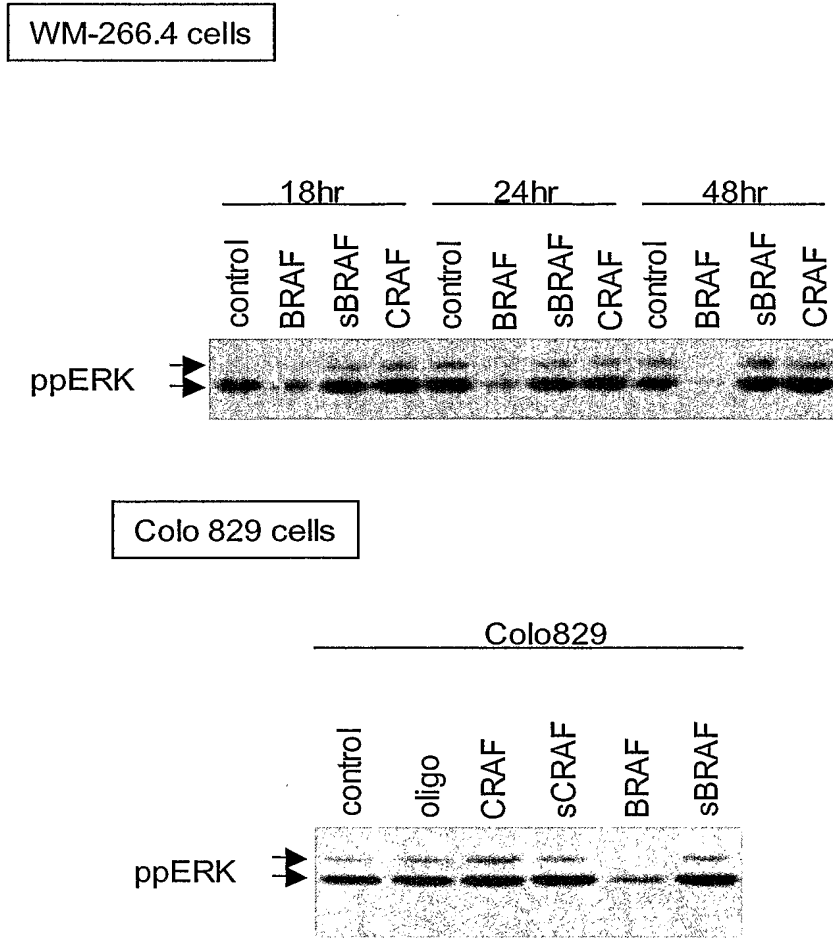 WM-266.4 cells
18hr 24hr 48hr
control BRAF sBRAF CRAF control BRAF sBRAF CRAF control BRAF sBRAF CRAF
ppERK
Colo 829 cells
Colo829
control oligo CRAF sCRAF BRAF sBRAF
ppERK